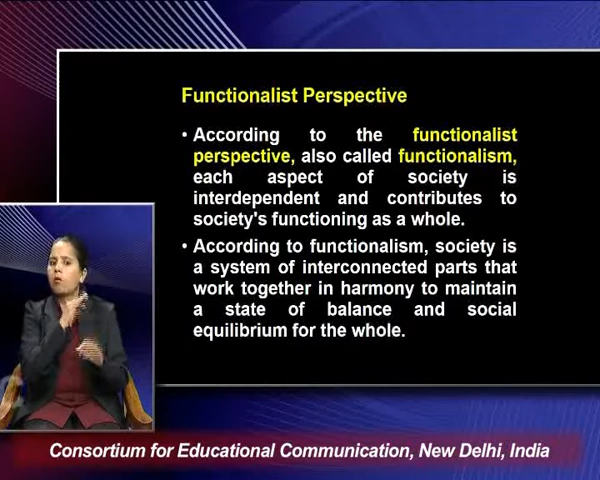 Functionalist Perspective
• According to the functionalist
perspective, also called functionalism,
each aspect of society is
interdependent and contributes to
society's functioning as a whole.
• According to functionalism, society is
a system of interconnected parts that
work together in harmony to maintain
a state of balance and social
equilibrium for the whole.
Consortium for Educational Communication, New Delhi, India